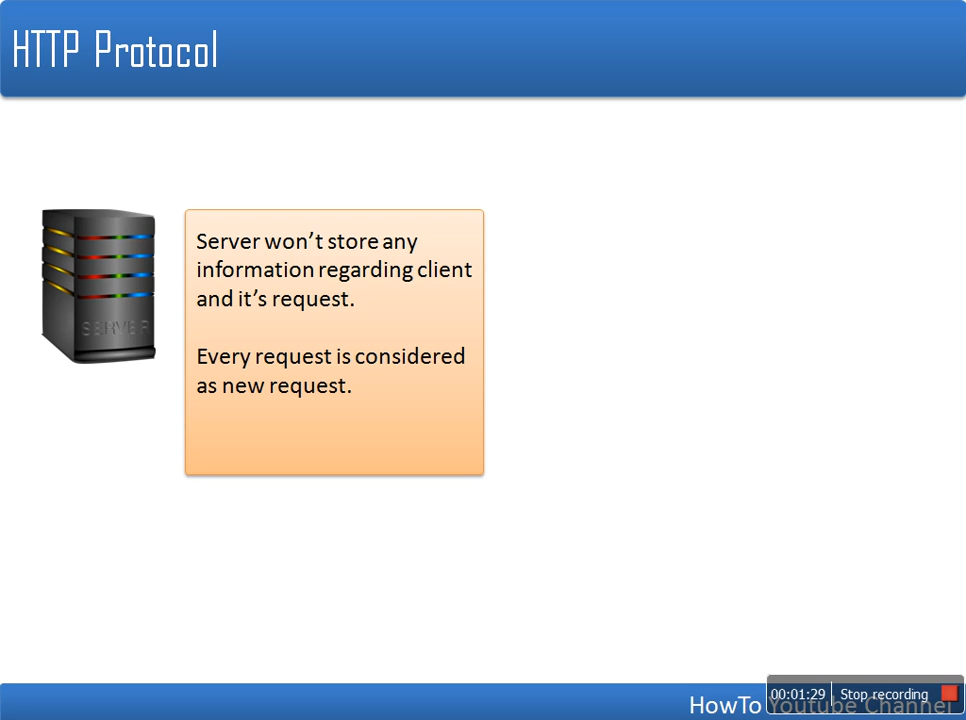 HTTP Protocol
Server won't store any
information regarding client
and it's request.
Every request is considered
as new request.
SERVER
HowTo Youtube Channel
00:01:29 Stop recording